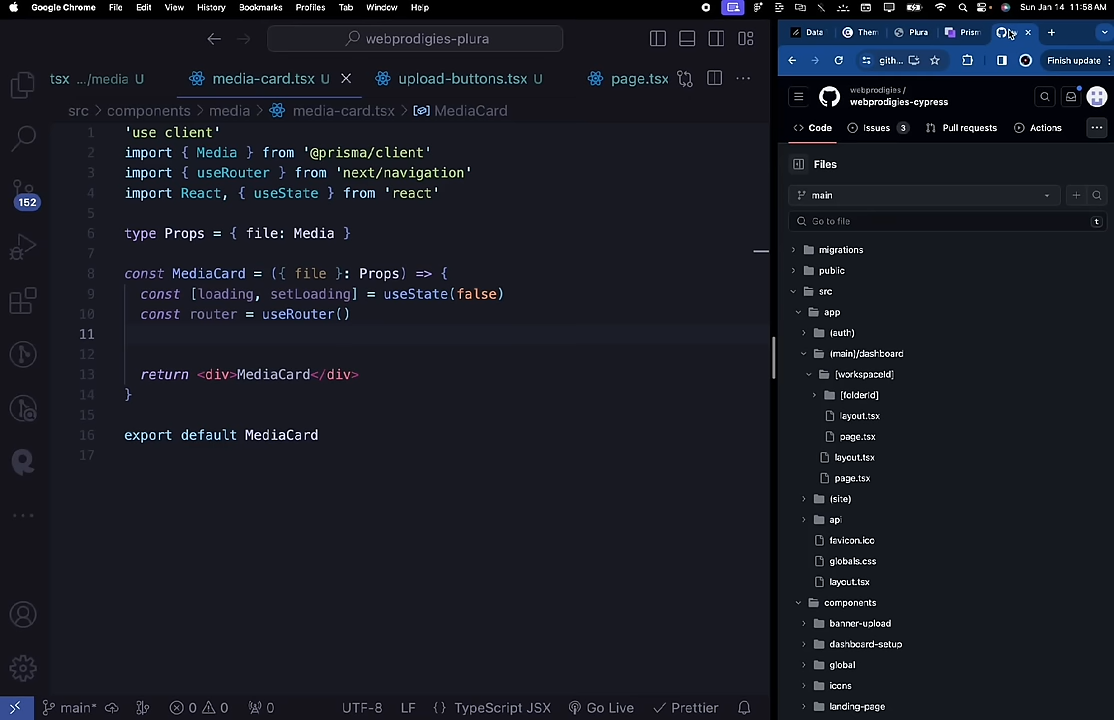 Google Chrome File Edit View History Bookmarks Profiles Tab Window Help
Sun Jan 14 11:58 AM
webprodigies-plura
tsx .../media U
media-card.tsx U
upload-buttons.tsx U
page.tsx
src > components > media > media-card.tsx > MediaCard
1 'use client'
2 import { Media } from '@prisma/client'
3 import { useRouter } from 'next/navigation'
4 import React, { useState } from 'react'
5
6 type Props = { file: Media }
7
8 const MediaCard = ({ file }: Props) => {
9 const [loading, setLoading] = useState(false)
10 const router = useRouter()
11
12
13 return <div>MediaCard</div>
14 }
15
16 export default MediaCard
17
152
main*
0 0
0
UTF-8
LF
{} TypeScript JSX
Go Live
Prettier
Data
Them
Plura
Prism
gith...
Finish update
webprodigies /
webprodigies-cypress
Code
Issues 3
Pull requests
Actions
Files
main
Go to file
t
migrations
public
src
app
(auth)
(main)/dashboard
[workspaceId]
[folderId]
layout.tsx
page.tsx
layout.tsx
page.tsx
(site)
api
favicon.ico
globals.css
layout.tsx
components
banner-upload
dashboard-setup
global
icons
landing-page